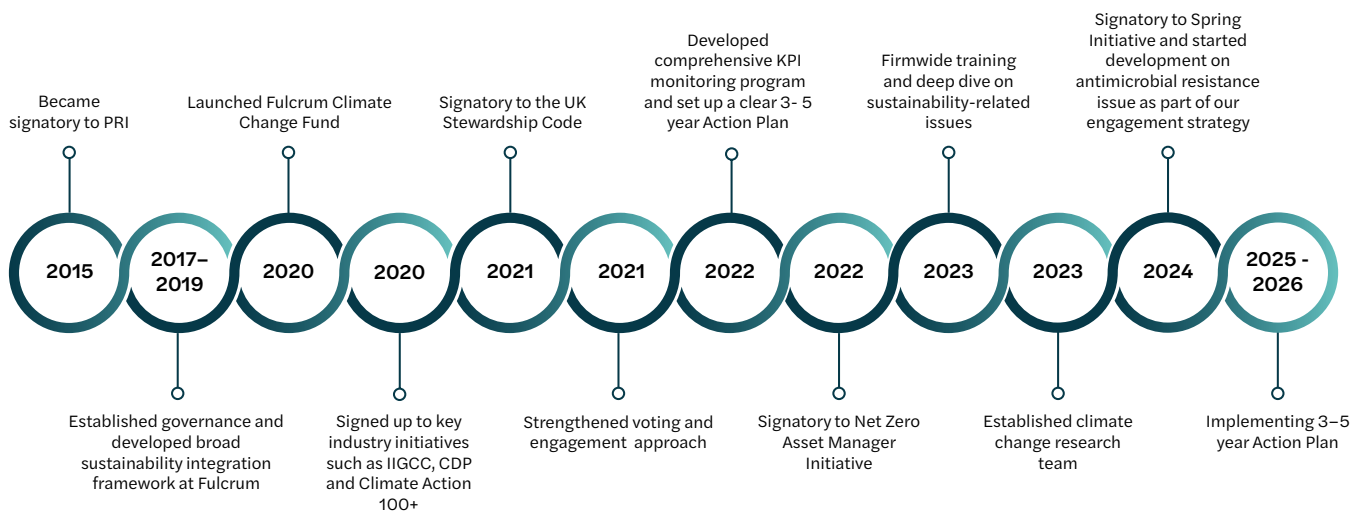 Became
signatory to PRI
Launched Fulcrum Climate
Change Fund
Signatory to the UK
Stewardship Code
Developed
comprehensive KPI
monitoring program
and set up a clear 3- 5
year Action Plan
Firmwide training
and deep dive on
sustainability-related
issues
Signatory to Spring
Initiative and started
development on
antimicrobial resistance
issue as part of our
engagement strategy
2015
2017–
2019
2020
2020
2021
2021
2022
2022
2023
2023
2024
2025 -
2026
Established governance and
developed broad
sustainability integration
framework at Fulcrum
Signed up to key
industry initiatives
such as IIGCC, CDP
and Climate Action
100+
Strengthened voting and
engagement  approach
Signatory to Net Zero
Asset Manager
Initiative
Established climate
change research
team
Implementing 3–5
year Action Plan